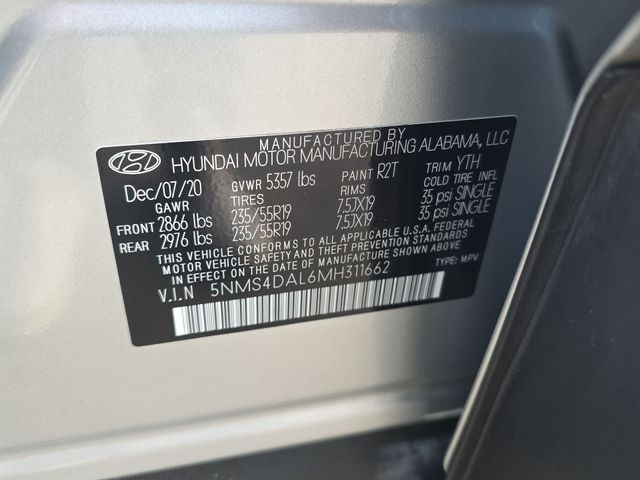 MANUFACTURED BY
HYUNDAI MOTOR MANUFACTURING ALABAMA, LLC
Dec/07/20 GVWR 5357 lbs PAINT R2T TRIM YTH
GAWR TIRES RIMS COLD TIRE INFL
FRONT 2866 lbs 235/55R19 7.5JX19 35 psi SINGLE
REAR 2976 lbs 235/55R19 7.5JX19 35 psi SINGLE
THIS VEHICLE CONFORMS TO ALL APPLICABLE U.S.A. FEDERAL
MOTOR VEHICLE SAFETY AND THEFT PREVENTION STANDARDS
IN EFFECT ON THE DATE OF MANUFACTURE SHOWN ABOVE
V.I.N 5NMS4DAL6MH311662 TYPE: MPV